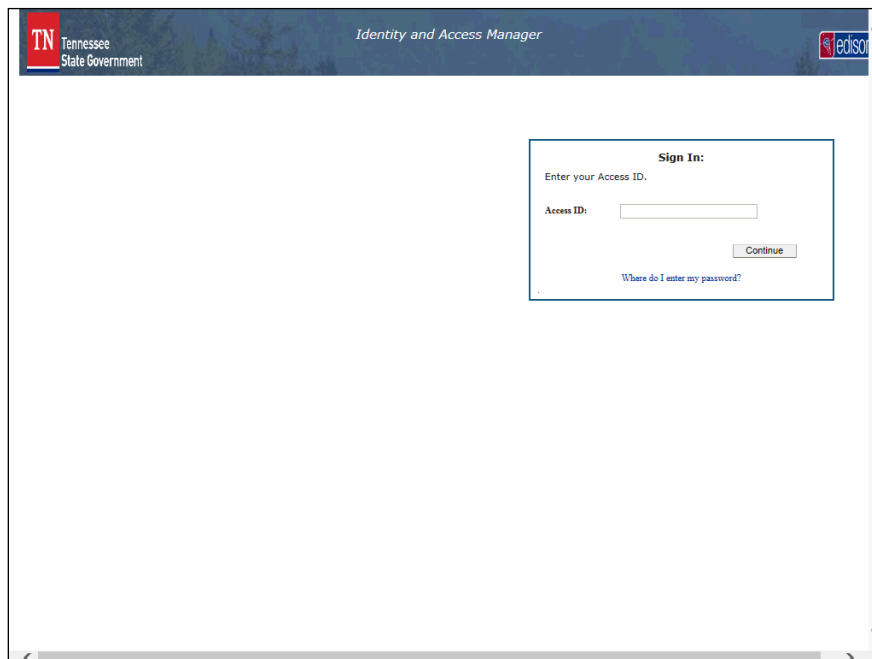 TN Tennessee
State Government
Identity and Access Manager
edison
Sign In:
Enter your Access ID.
Access ID:
Continue
Where do I enter my password?